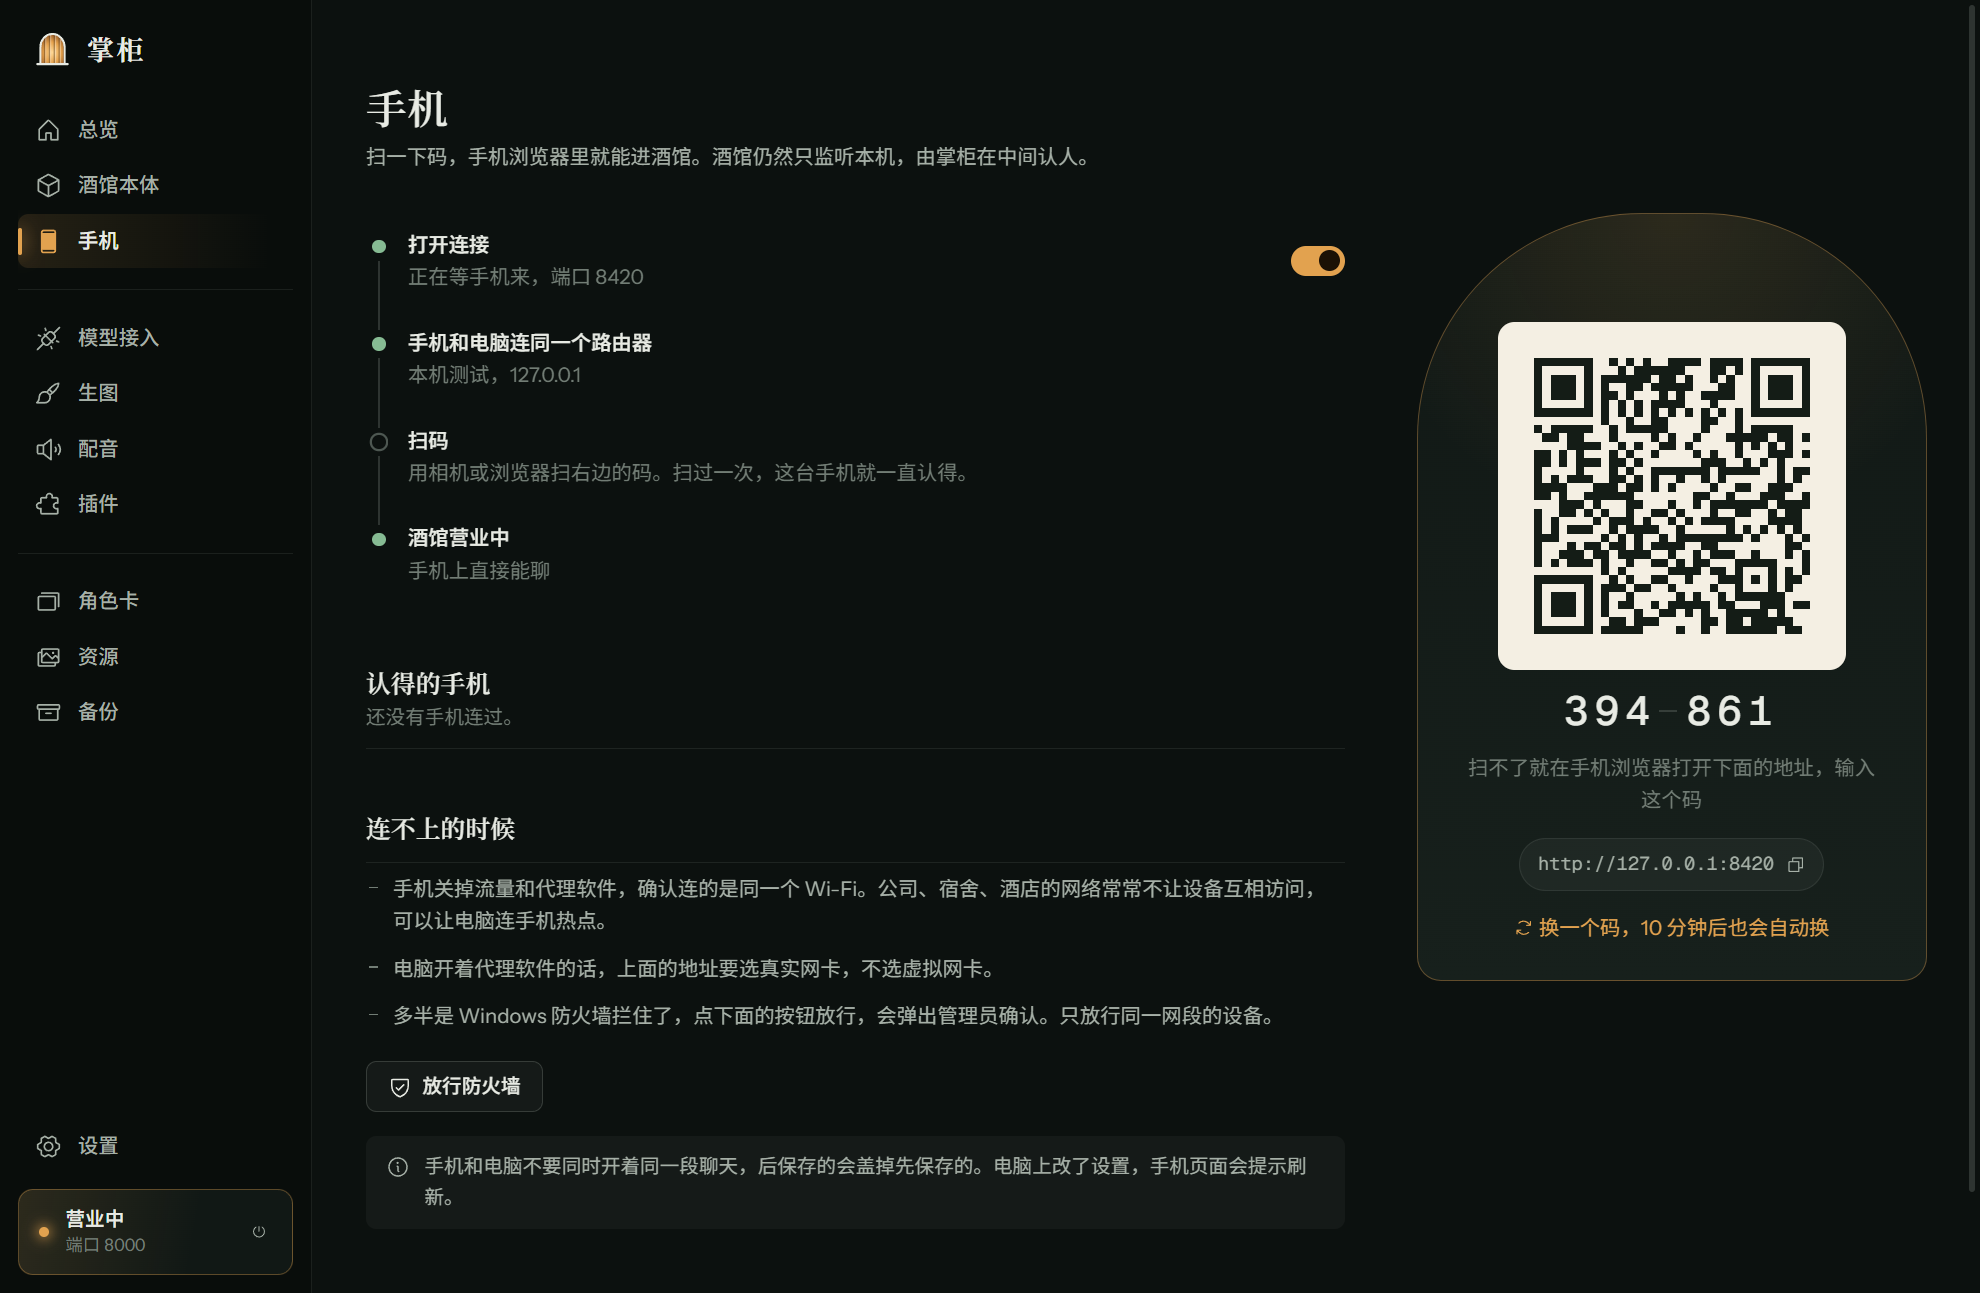 掌柜
总览
酒馆本体
手机
模型接入
生图
配音
插件
角色卡
资源
备份
设置
营业中
端口 8000
手机
扫一下码，手机浏览器里就能进酒馆。酒馆仍然只监听本机，由掌柜在中间认人。
打开连接
正在等手机来，端口 8420
手机和电脑连同一个路由器
本机测试，127.0.0.1
扫码
用相机或浏览器扫右边的码。扫过一次，这台手机就一直认得。
酒馆营业中
手机上直接能聊
认得的手机
还没有手机连过。
连不上的时候
– 手机关掉流量和代理软件，确认连的是同一个 Wi-Fi。公司、宿舍、酒店的网络常常不让设备互相访问，
可以让电脑连手机热点。
– 电脑开着代理软件的话，上面的地址要选真实网卡，不选虚拟网卡。
– 多半是 Windows 防火墙拦住了，点下面的按钮放行，会弹出管理员确认。只放行同一网段的设备。
放行防火墙
手机和电脑不要同时开着同一段聊天，后保存的会盖掉先保存的。电脑上改了设置，手机页面会提示刷
新。
394–861
扫不了就在手机浏览器打开下面的地址，输入
这个码
http://127.0.0.1:8420
换一个码，10 分钟后也会自动换